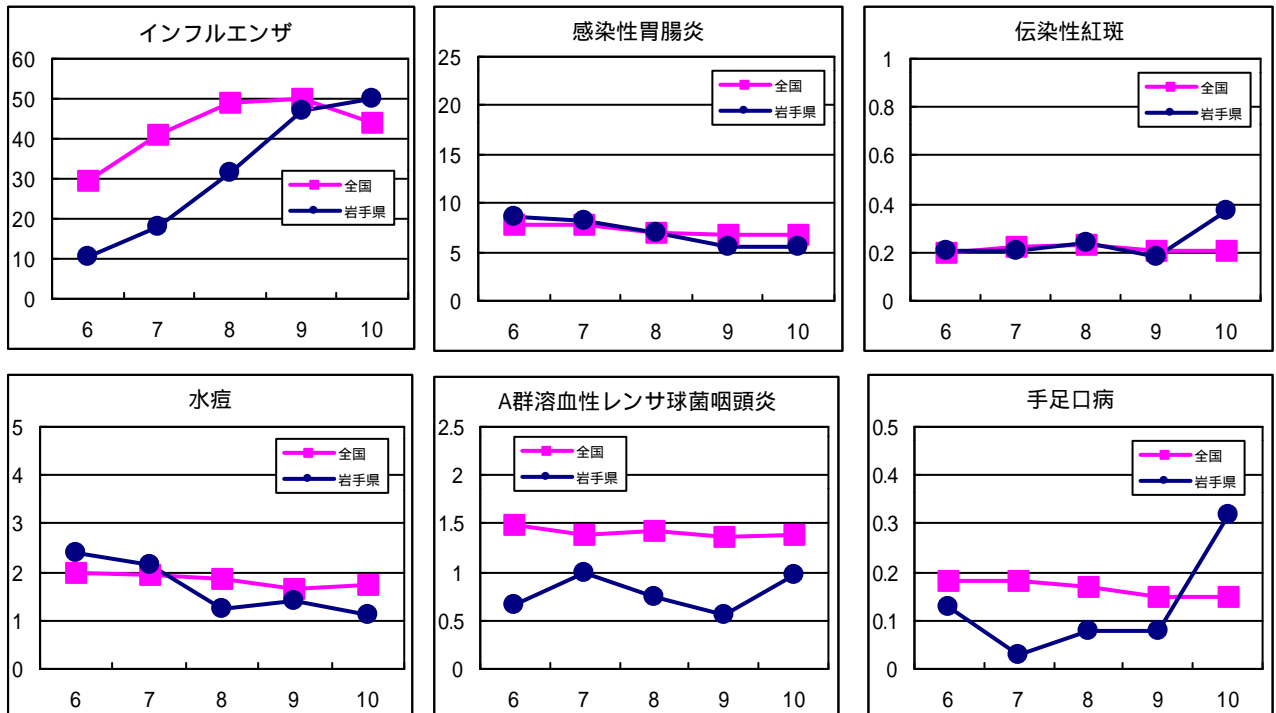 インフルエンザ
60
50
40
30
20
10
0
全国
岩手県
6 7 8 9 10
感染性胃腸炎
25
20
15
10
5
0
全国
岩手県
6 7 8 9 10
伝染性紅斑
1
0.8
0.6
0.4
0.2
0
全国
岩手県
6 7 8 9 10
水痘
5
4
3
2
1
0
全国
岩手県
6 7 8 9 10
A群溶血性レンサ球菌咽頭炎
2.5
2
1.5
1
0.5
0
全国
岩手県
6 7 8 9 10
手足口病
0.5
0.4
0.3
0.2
0.1
0
全国
岩手県
6 7 8 9 10